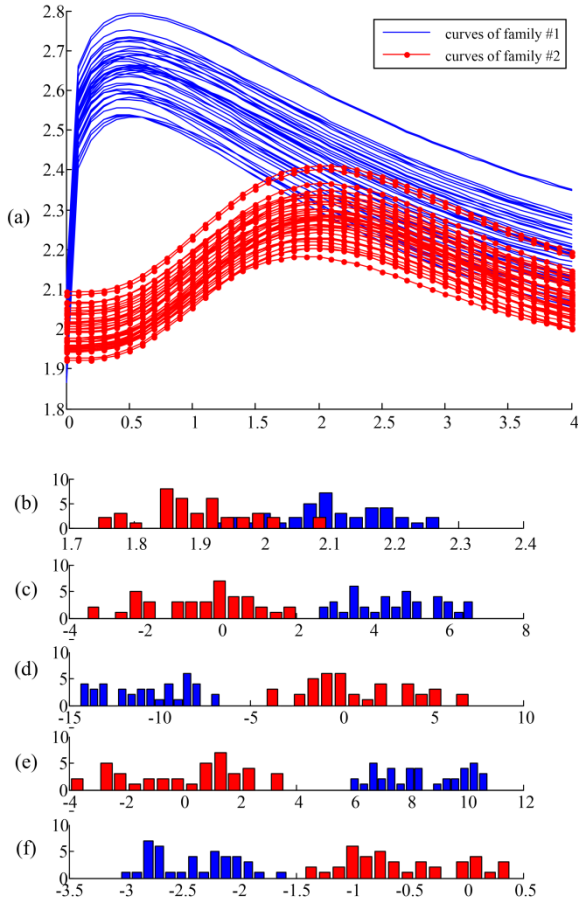 2.8
curves of family #1
2.7
curves of family #2
2.6
2.5
2.4
(a)
2.3
2.2
2.1
2
1.9
1.8
0 0.5 1 1.5 2 2.5 3 3.5 4
10
(b) 5
0
1.7 1.8 1.9 2 2.1 2.2 2.3 2.4
10
(c) 5
0
-4 -2 0 2 4 6 8
10
(d) 5
0
-15 -10 -5 0 5 10
10
(e) 5
0
-4 -2 0 2 4 6 8 10 12
10
(f) 5
0
-3.5 -3 -2.5 -2 -1.5 -1 -0.5 0 0.5